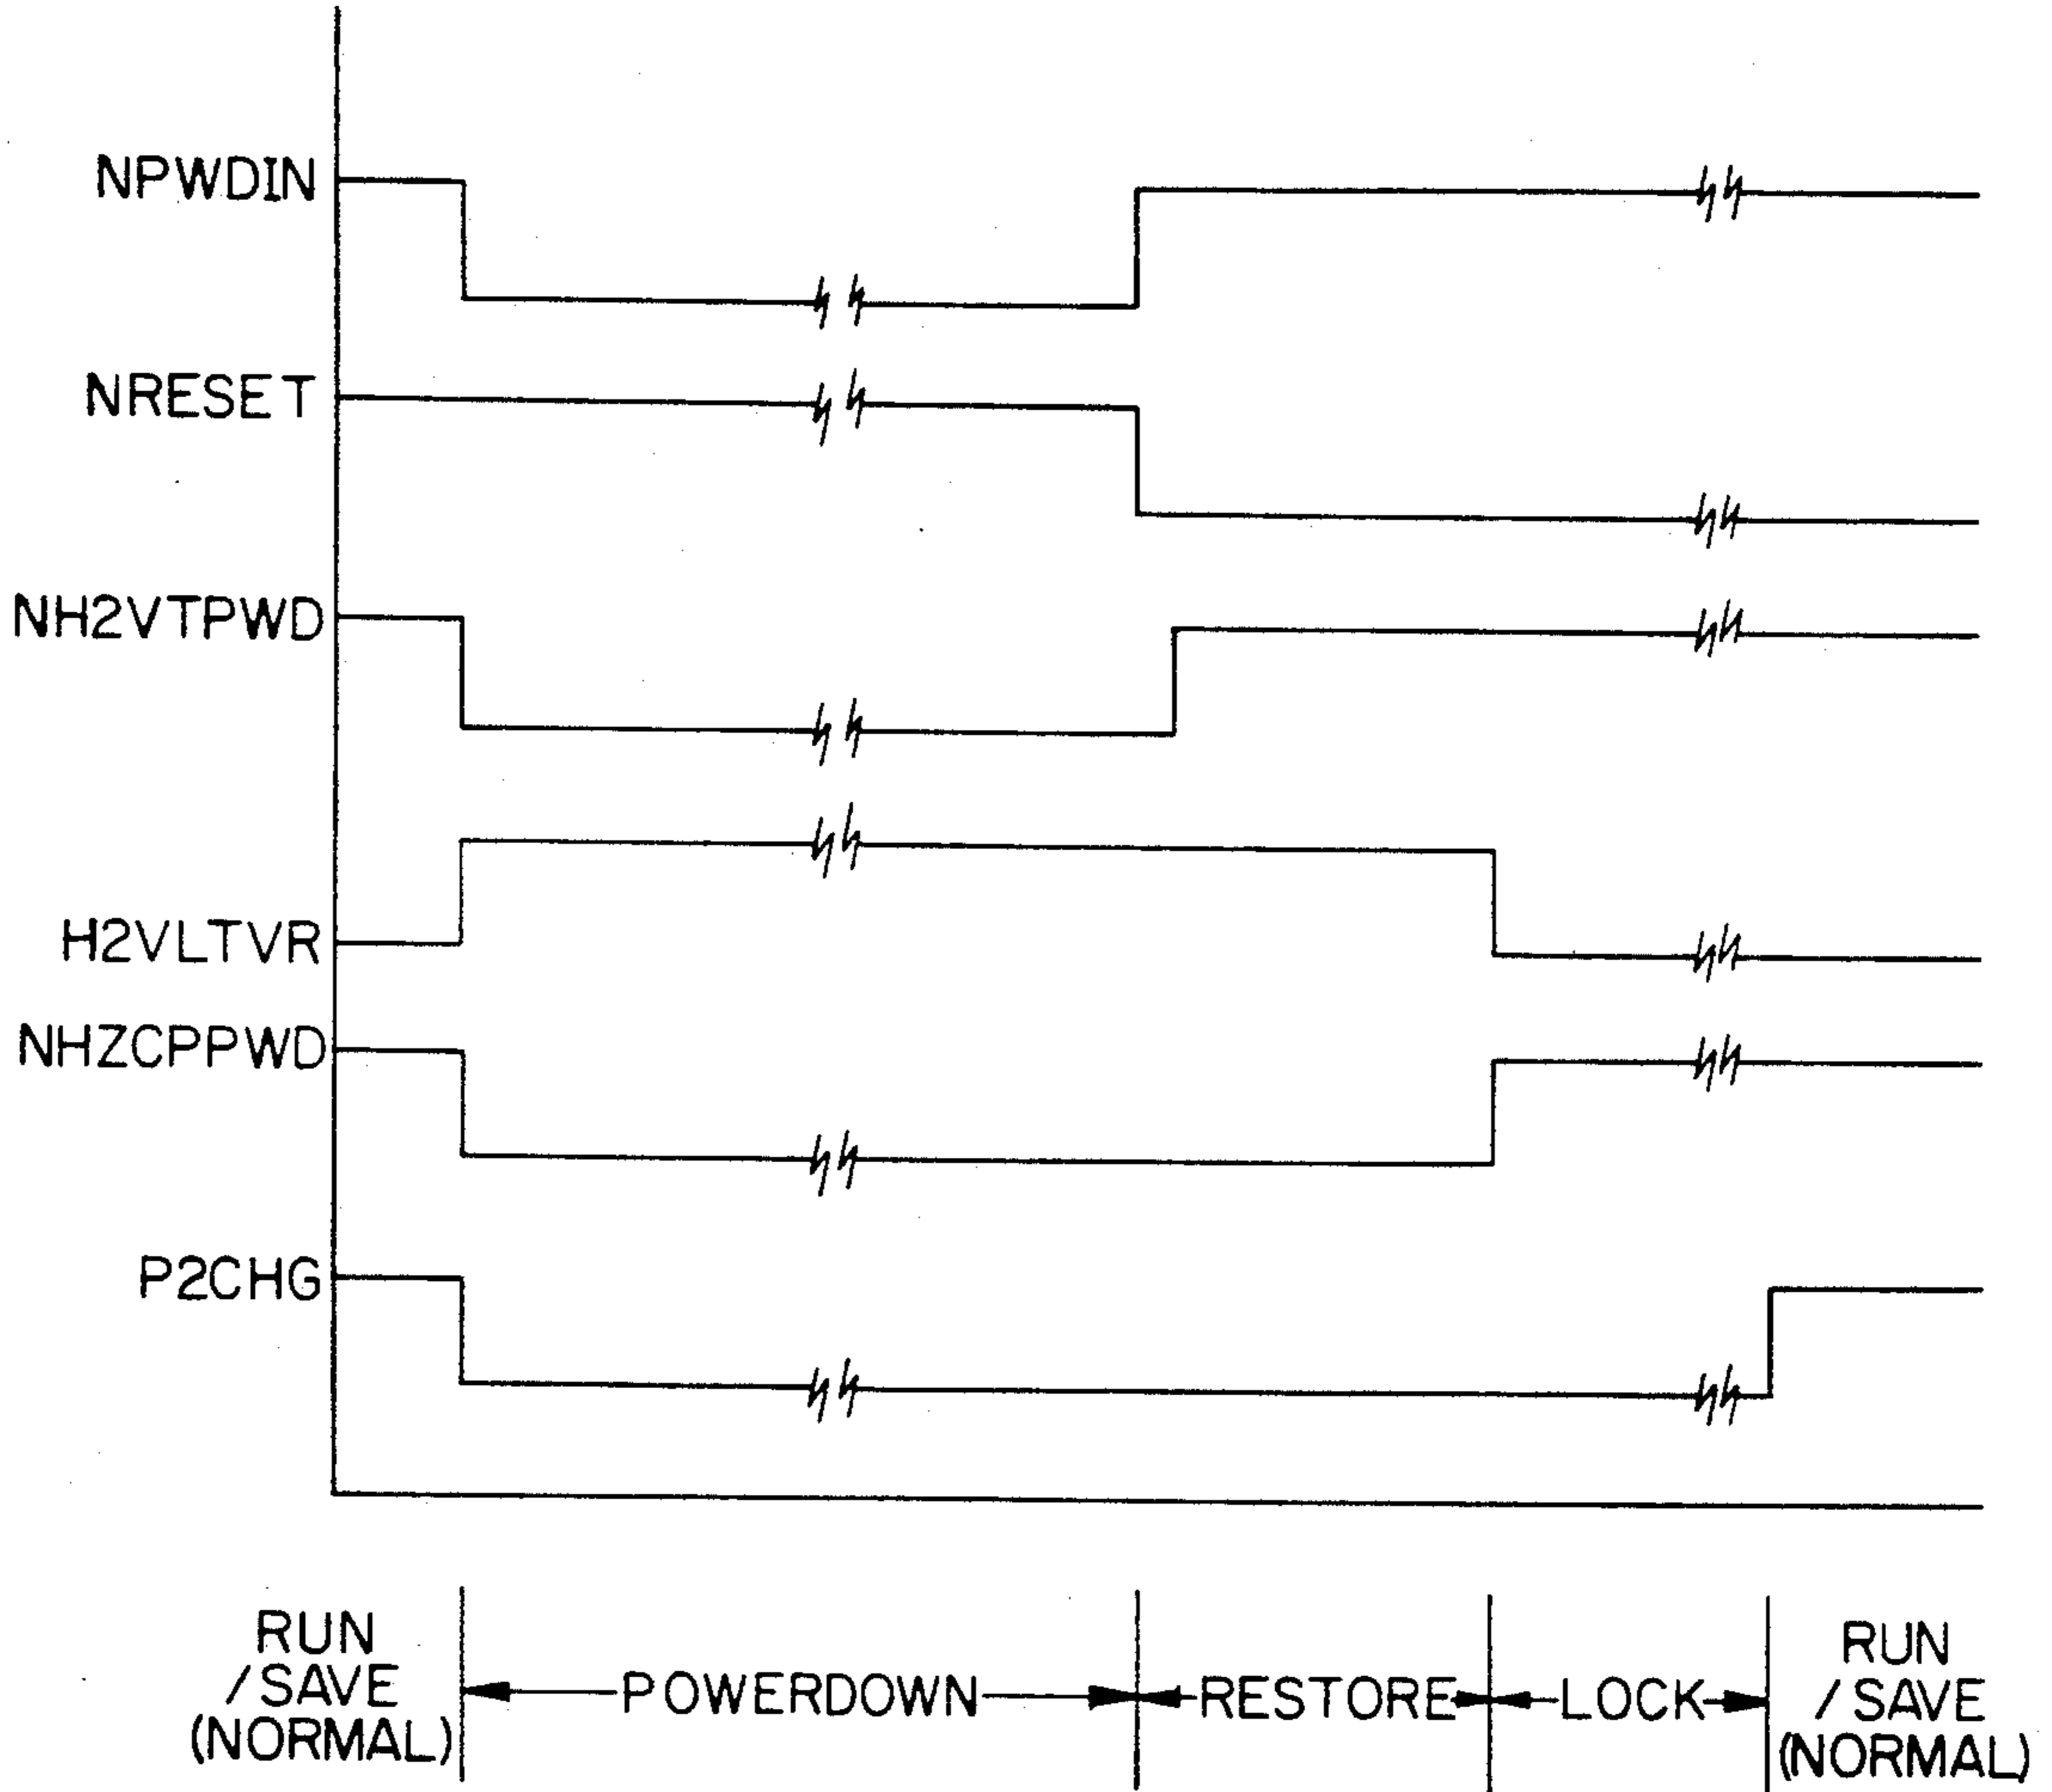 NPWDIN
NRESET
NH2VTPWD
H2VLTVR
NHZCPPWD
P2CHG
RUN
/SAVE
(NORMAL)
POWERDOWN
RESTORE
LOCK
RUN
/SAVE
(NORMAL)